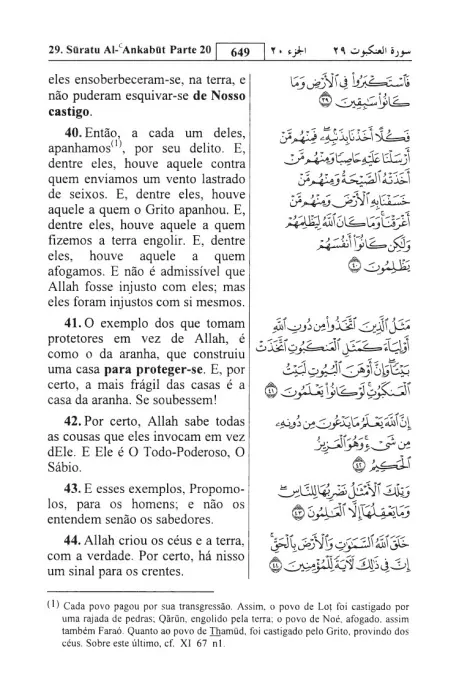 29. Sūratu Al-ᶜAnkabūt Parte 20
649
الجزء ٢٠
سورة العنكبوت ٢٩
eles ensoberbeceram-se, na terra, e
não puderam esquivar-se de Nosso
castigo.
40. Então, a cada um deles,
apanhamos⁽¹⁾, por seu delito. E,
dentre eles, houve aquele contra
quem enviamos um vento lastrado
de seixos. E, dentre eles, houve
aquele a quem o Grito apanhou. E,
dentre eles, houve aquele a quem
fizemos a terra engolir. E, dentre
eles, houve aquele a quem
afogamos. E não é admissível que
Allah fosse injusto com eles; mas
eles foram injustos com si mesmos.
41. O exemplo dos que tomam
protetores em vez de Allah, é
como o da aranha, que construiu
uma casa para proteger-se. E, por
certo, a mais frágil das casas é a
casa da aranha. Se soubessem!
42. Por certo, Allah sabe todas
as cousas que eles invocam em vez
dEle. E Ele é O Todo-Poderoso, O
Sábio.
43. E esses exemplos, Propomo-
los, para os homens; e não os
entendem senão os sabedores.
44. Allah criou os céus e a terra,
com a verdade. Por certo, há nisso
um sinal para os crentes.
فَٱسْتَكْبَرُوا۟ فِى ٱلْأَرْضِ وَمَا
كَانُوا۟ سَٰبِقِينَ ﴿٣٩﴾
فَكُلًّا أَخَذْنَا بِذَنۢبِهِۦ ۖ فَمِنْهُم مَّنْ
أَرْسَلْنَا عَلَيْهِ حَاصِبًا وَمِنْهُم مَّنْ
أَخَذَتْهُ ٱلصَّيْحَةُ وَمِنْهُم مَّنْ
خَسَفْنَا بِهِ ٱلْأَرْضَ وَمِنْهُم مَّنْ
أَغْرَقْنَا ۚ وَمَا كَانَ ٱللَّهُ لِيَظْلِمَهُمْ
وَلَٰكِن كَانُوٓا۟ أَنفُسَهُمْ
يَظْلِمُونَ ﴿٤٠﴾
مَثَلُ ٱلَّذِينَ ٱتَّخَذُوا۟ مِن دُونِ ٱللَّهِ
أَوْلِيَآءَ كَمَثَلِ ٱلْعَنكَبُوتِ ٱتَّخَذَتْ
بَيْتًا ۖ وَإِنَّ أَوْهَنَ ٱلْبُيُوتِ لَبَيْتُ
ٱلْعَنكَبُوتِ ۖ لَوْ كَانُوا۟ يَعْلَمُونَ ﴿٤١﴾
إِنَّ ٱللَّهَ يَعْلَمُ مَا يَدْعُونَ مِن دُونِهِۦ
مِن شَىْءٍ ۚ وَهُوَ ٱلْعَزِيزُ
ٱلْحَكِيمُ ﴿٤٢﴾
وَتِلْكَ ٱلْأَمْثَٰلُ نَضْرِبُهَا لِلنَّاسِ ۖ
وَمَا يَعْقِلُهَآ إِلَّا ٱلْعَٰلِمُونَ ﴿٤٣﴾
خَلَقَ ٱللَّهُ ٱلسَّمَٰوَٰتِ وَٱلْأَرْضَ بِٱلْحَقِّ ۚ
إِنَّ فِى ذَٰلِكَ لَءَايَةً لِّلْمُؤْمِنِينَ ﴿٤٤﴾
(1) Cada povo pagou por sua transgressão. Assim, o povo de Loṭ foi castigado por
uma rajada de pedras; Qārūn, engolido pela terra; o povo de Noé, afogado, assim
também Faraó. Quanto ao povo de Thamūd, foi castigado pelo Grito, provindo dos
céus. Sobre este último, cf. XI 67 n1.